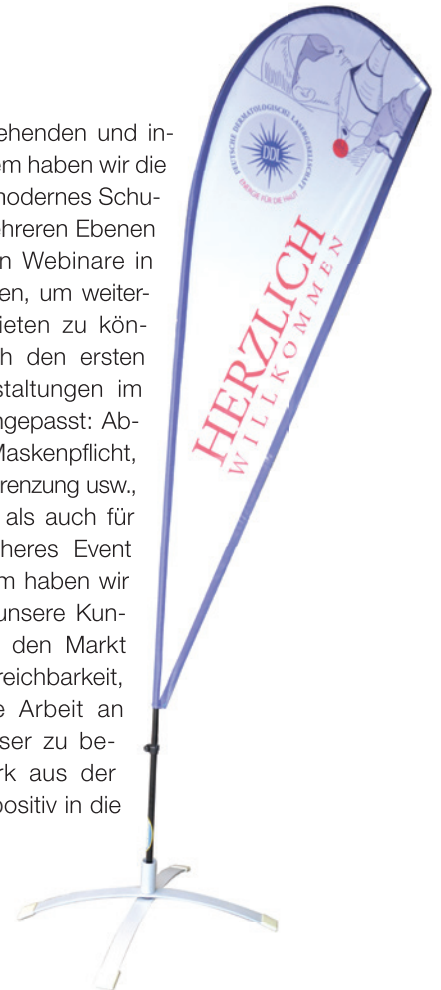 ehenden und in-
em haben wir die
modernes Schu-
ehreren Ebenen
n Webinare in
en, um weiter-
ieten zu kön-
h den ersten
staltungen im
ngepasst: Ab-
Maskenpflicht,
renzung usw.,
als auch für
heres Event
m haben wir
unsere Kun-
den Markt
reichbarkeit,
e Arbeit an
ser zu be-
rk aus der
positiv in die
DEUTSCHE DERMATOLOGISCHE LASERGESELLSCHAFT
DDL
ENERGIE FÜR DIE HAUT
HERZLICH
WILLKOMMEN